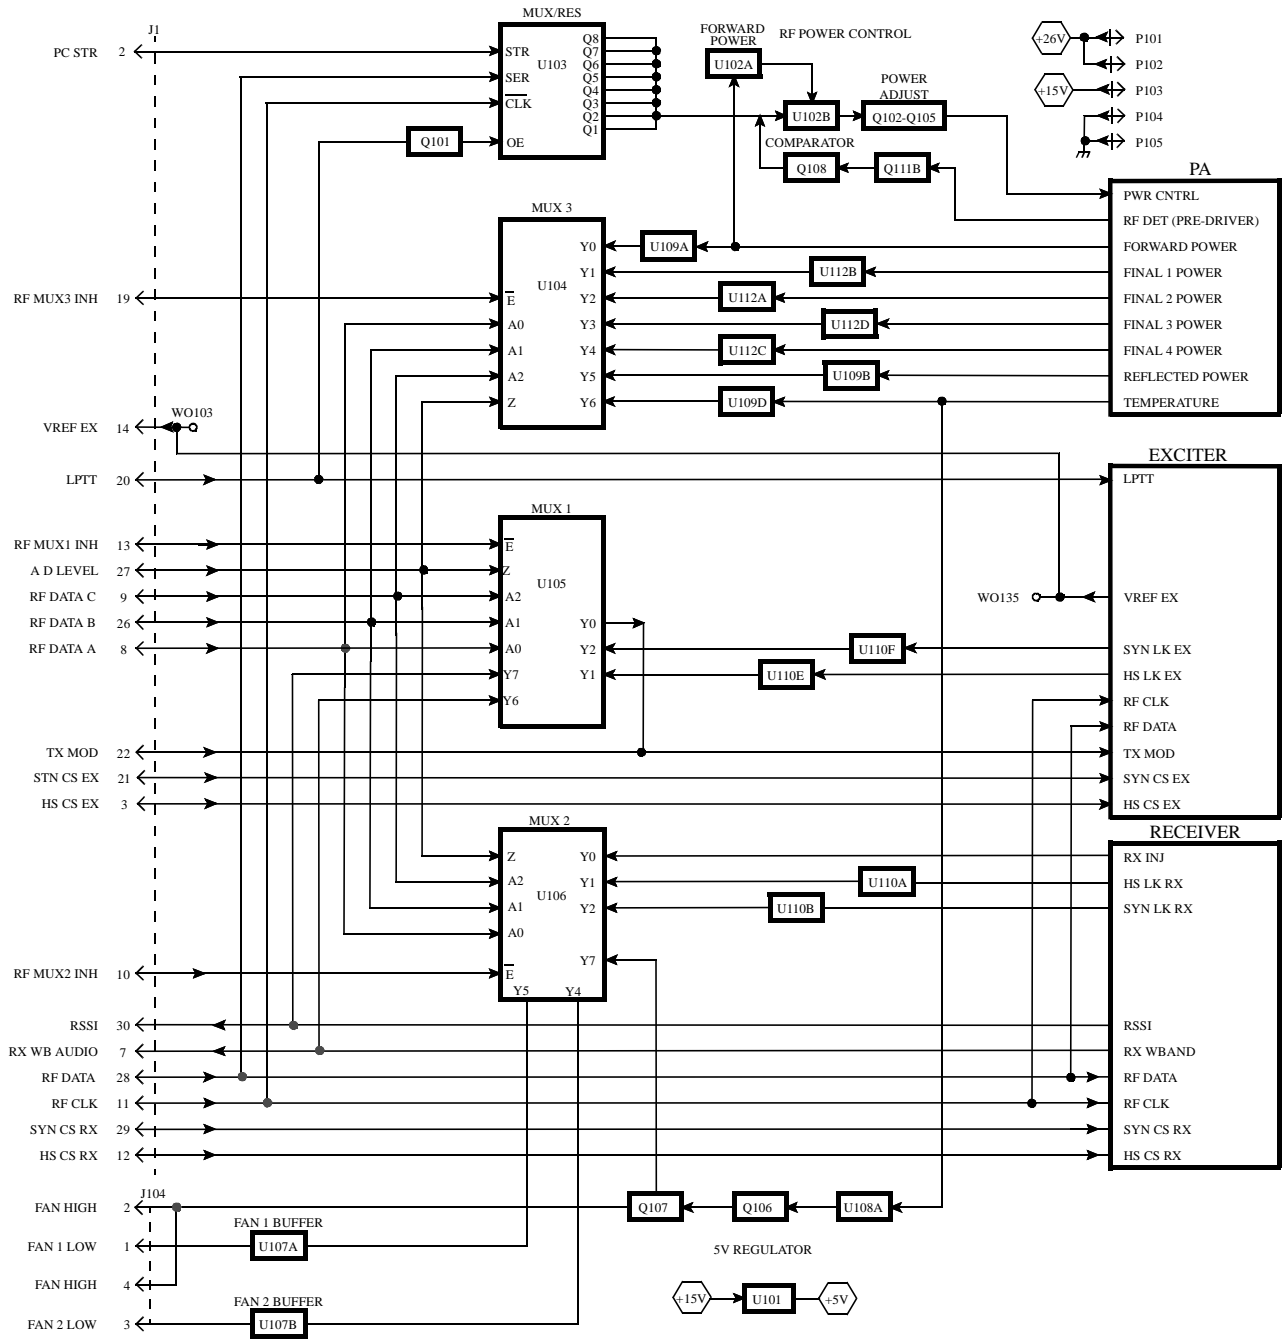 J1
MUX/RES
FORWARD
POWER
RF POWER CONTROL
+26V
P101
P102
+15V
P103
P104
P105
PC STR 2
STR
SER
CLK
OE
U103
Q8
Q7
Q6
Q5
Q4
Q3
Q2
Q1
Q101
U102A
U102B
COMPARATOR
POWER
ADJUST
Q102-Q105
Q108
Q111B
PA
PWR CNTRL
RF DET (PRE-DRIVER)
FORWARD POWER
FINAL 1 POWER
FINAL 2 POWER
FINAL 3 POWER
FINAL 4 POWER
REFLECTED POWER
TEMPERATURE
MUX 3
U104
E
A0
A1
A2
Z
Y0
Y1
Y2
Y3
Y4
Y5
Y6
U109A
U112B
U112A
U112D
U112C
U109B
U109D
RF MUX3 INH 19
WO103
VREF EX 14
LPTT 20
EXCITER
LPTT
VREF EX
SYN LK EX
HS LK EX
RF CLK
RF DATA
TX MOD
SYN CS EX
HS CS EX
WO135
MUX 1
U105
E
Z
A2
A1
A0
Y7
Y6
Y0
Y2
Y1
U110F
U110E
RF MUX1 INH 13
A D LEVEL 27
RF DATA C 9
RF DATA B 26
RF DATA A 8
TX MOD 22
STN CS EX 21
HS CS EX 3
MUX 2
U106
Z
A2
A1
A0
E
Y0
Y1
Y2
Y7
Y5
Y4
U110A
U110B
RECEIVER
RX INJ
HS LK RX
SYN LK RX
RSSI
RX WBAND
RF DATA
RF CLK
SYN CS RX
HS CS RX
RF MUX2 INH 10
RSSI 30
RX WB AUDIO 7
RF DATA 28
RF CLK 11
SYN CS RX 29
HS CS RX 12
J104
FAN HIGH 2
Q107
Q106
U108A
FAN 1 BUFFER
FAN 1 LOW 1
U107A
FAN HIGH 4
FAN 2 BUFFER
FAN 2 LOW 3
U107B
5V REGULATOR
+15V
U101
+5V